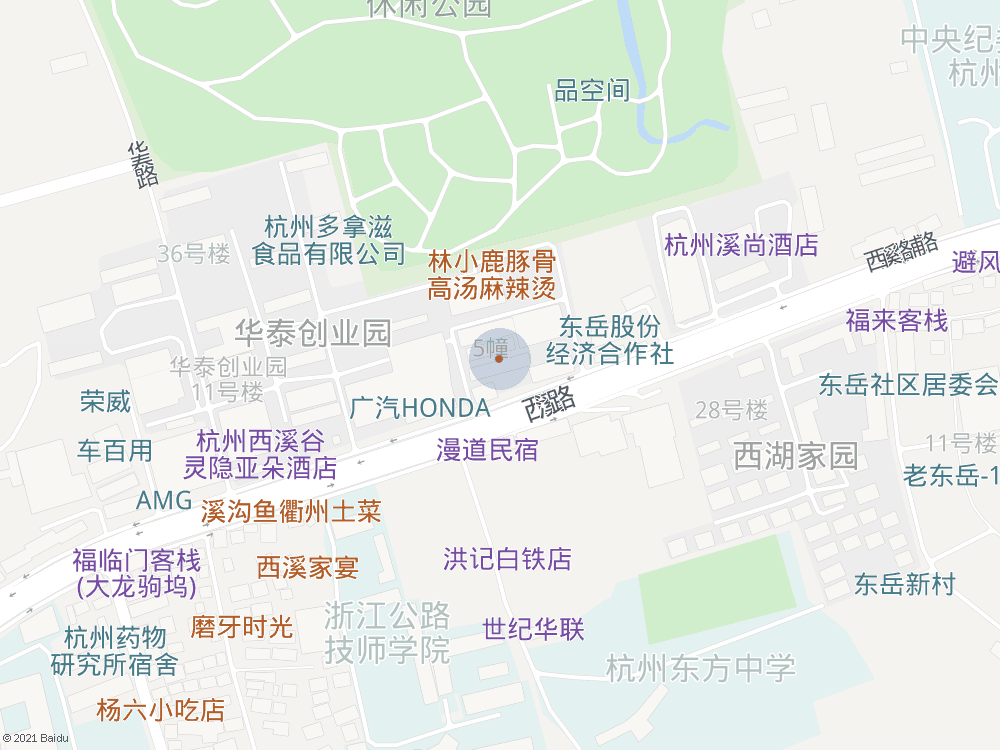 休闲公园
中央纪
杭州
品空间
华泰路
杭州多拿滋
食品有限公司
36号楼
林小鹿豚骨
高汤麻辣烫
杭州溪尚酒店
西溪路辅路
避风
福来客栈
华泰创业园
5幢
东岳股份
经济合作社
华泰创业园
11号楼
东岳社区居委会
荣威
广汽HONDA
西溪路
28号楼
车百用
杭州西溪谷
灵隐亚朵酒店
漫道民宿
西湖家园
11号楼
老东岳-1
AMG
溪沟鱼衢州土菜
福临门客栈
(大龙驹坞)
西溪家宴
洪记白铁店
东岳新村
磨牙时光
浙江公路
技师学院
世纪华联
杭州药物
研究所宿舍
杭州东方中学
杨六小吃店
© 2021 Baidu